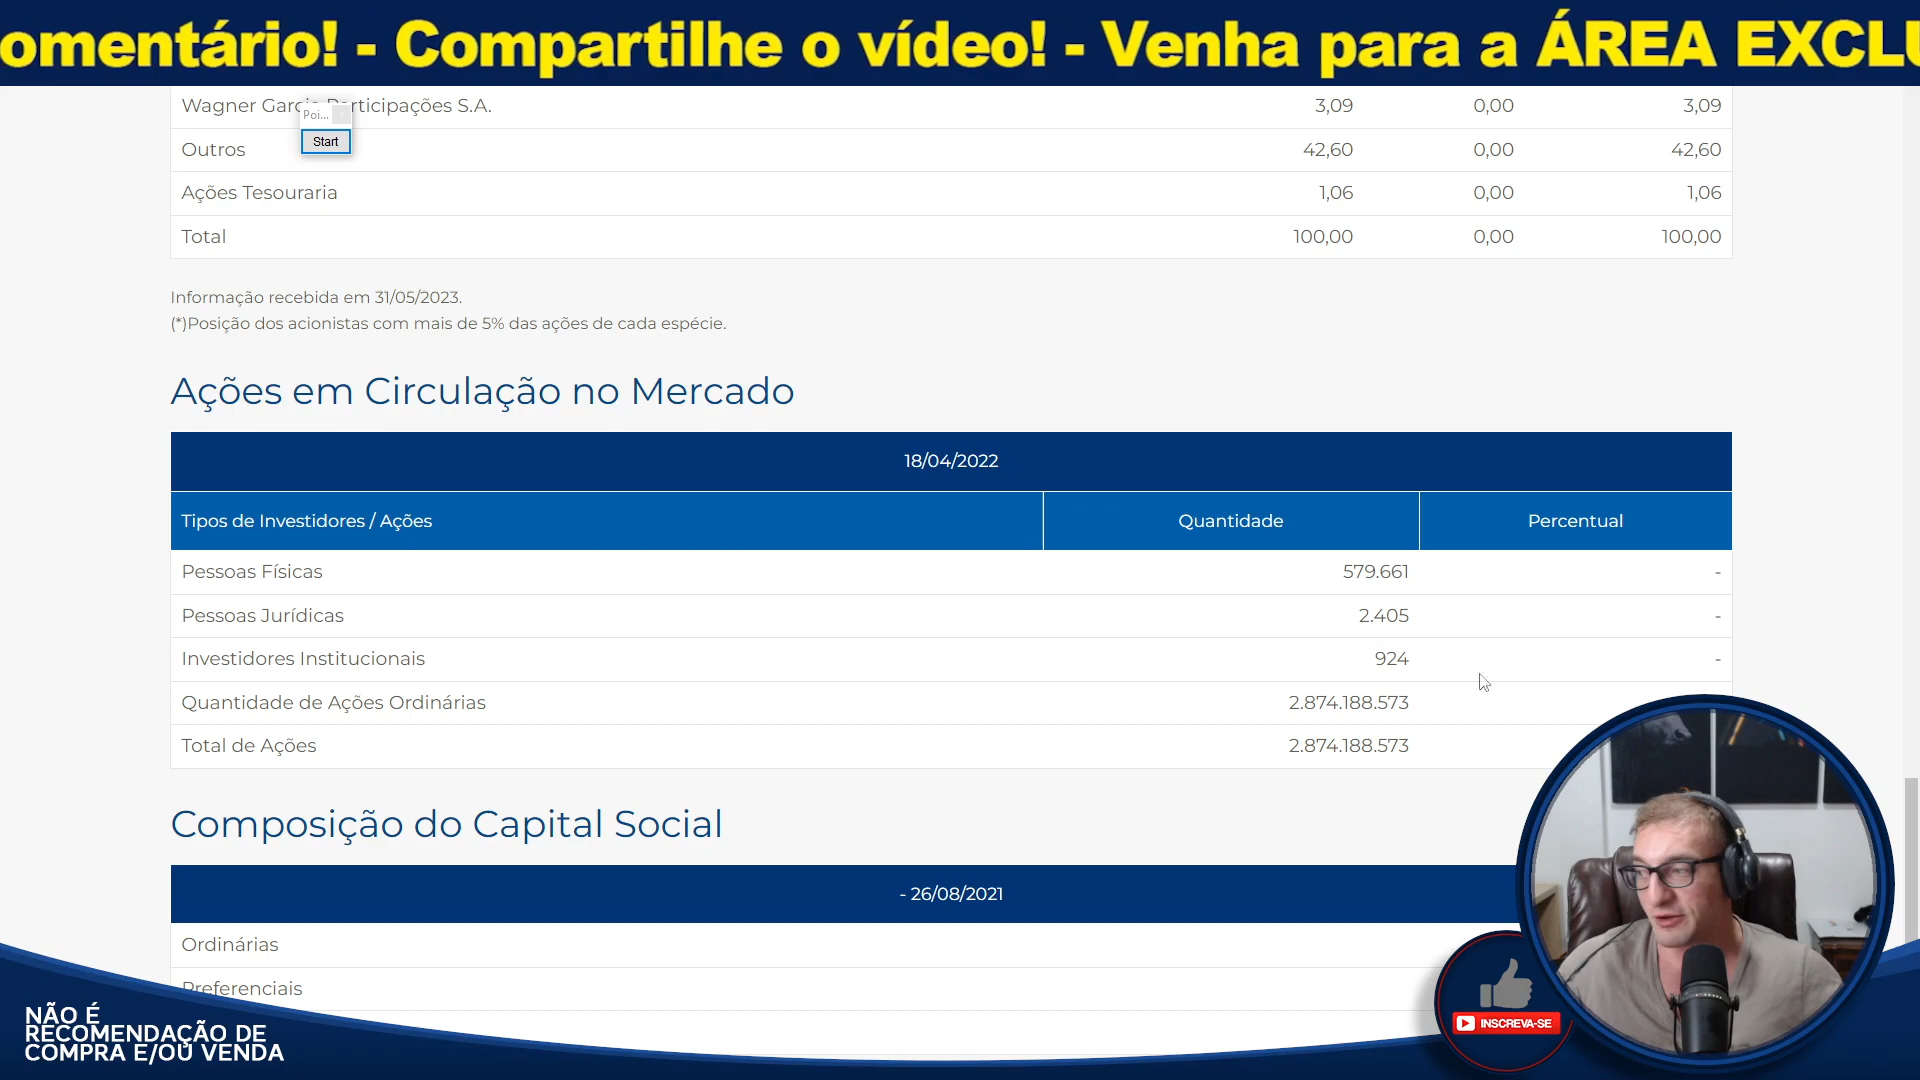 omentário! - Compartilhe o vídeo! - Venha para a ÁREA EXCLU
Wagner Garcia Participações S.A. 3,09 0,00 3,09
Poi...
Start
Outros 42,60 0,00 42,60
Ações Tesouraria 1,06 0,00 1,06
Total 100,00 0,00 100,00
Informação recebida em 31/05/2023.
(*)Posição dos acionistas com mais de 5% das ações de cada espécie.
Ações em Circulação no Mercado
18/04/2022
Tipos de Investidores / Ações Quantidade Percentual
Pessoas Físicas 579.661 -
Pessoas Jurídicas 2.405 -
Investidores Institucionais 924 -
Quantidade de Ações Ordinárias 2.874.188.573
Total de Ações 2.874.188.573
Composição do Capital Social
- 26/08/2021
Ordinárias
Preferenciais
NÃO É
RECOMENDAÇÃO DE
COMPRA E/OU VENDA
INSCREVA-SE